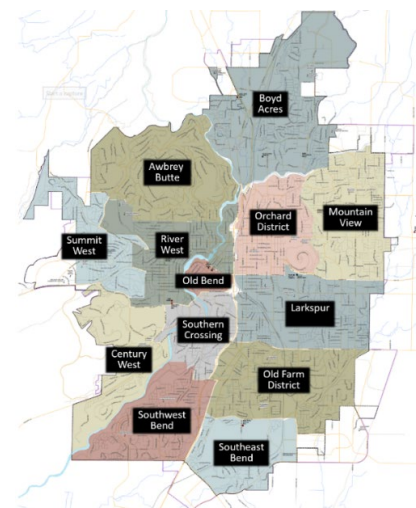 Boyd
Acres
Awbrey
Butte
Orchard
District
Mountain
View
Summit
West
River
West
Old Bend
Larkspur
Southern
Crossing
Century
West
Old Farm
District
Southwest
Bend
Southeast
Bend